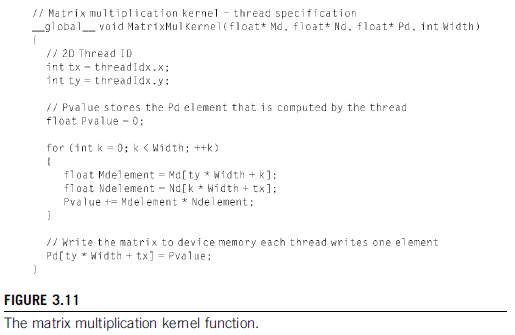 // Matrix multiplication kernel - thread specification
__global__ void MatrixMulKernel(float* Md, float* Nd, float* Pd, int Width)
{
// 2D Thread ID
int tx = threadIdx.x;
int ty = threadIdx.y;
// Pvalue stores the Pd element that is computed by the thread
float Pvalue = 0;
for (int k = 0; k < Width; ++k)
{
float Mdelement = Md[ty * Width + k];
float Ndelement = Nd[k * Width + tx];
Pvalue += Mdelement * Ndelement;
}
// Write the matrix to device memory each thread writes one element
Pd[ty * Width + tx] = Pvalue;
}
FIGURE 3.11
The matrix multiplication kernel function.